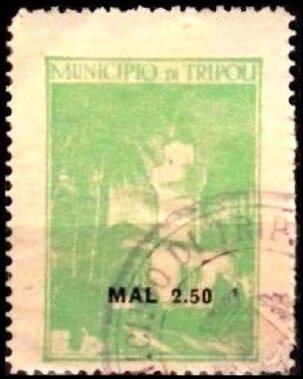 MUNICIPIO DI TRIPOLI
MAL 2.50